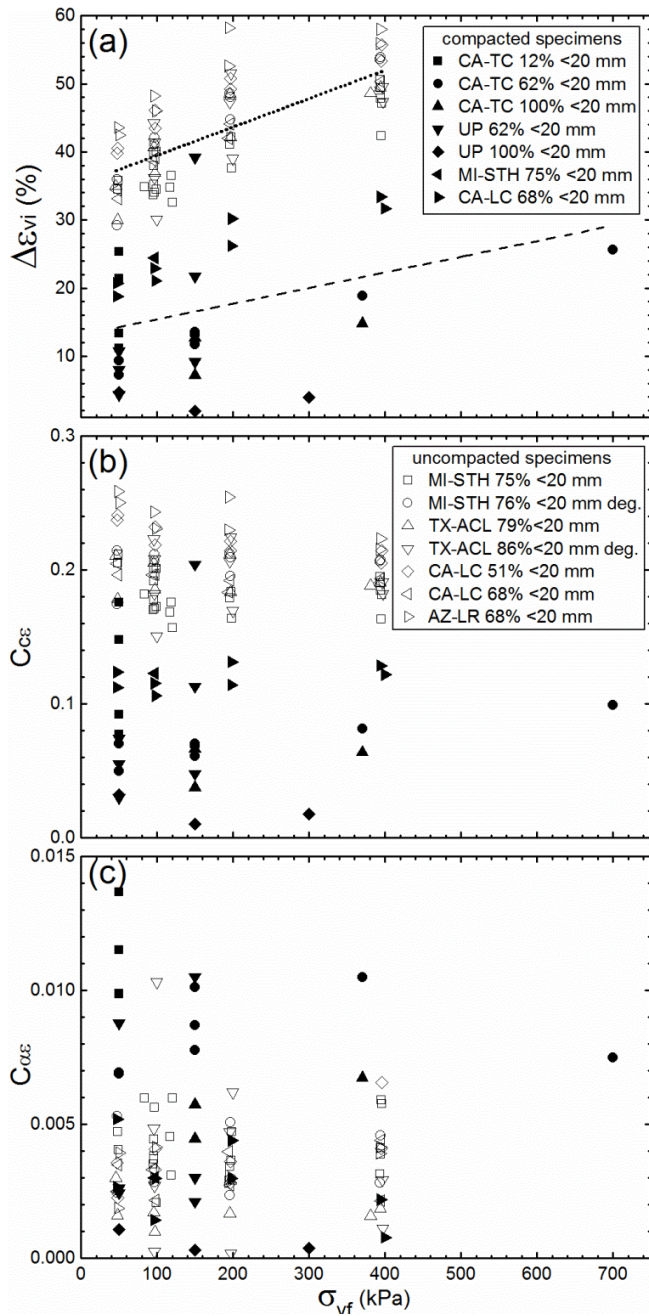 (a)
60
50
40
30
20
10
Δεvi (%)
compacted specimens
CA-TC 12% <20 mm
CA-TC 62% <20 mm
CA-TC 100% <20 mm
UP 62% <20 mm
UP 100% <20 mm
MI-STH 75% <20 mm
CA-LC 68% <20 mm
(b)
0.3
0.2
0.1
0.0
Ccε
uncompacted specimens
MI-STH 75% <20 mm
MI-STH 76% <20 mm deg.
TX-ACL 79%<20 mm
TX-ACL 86%<20 mm deg.
CA-LC 51% <20 mm
CA-LC 68% <20 mm
AZ-LR 68% <20 mm
(c)
0.015
0.010
0.005
0.000
Cαε
0 100 200 300 400 500 600 700
σvf (kPa)